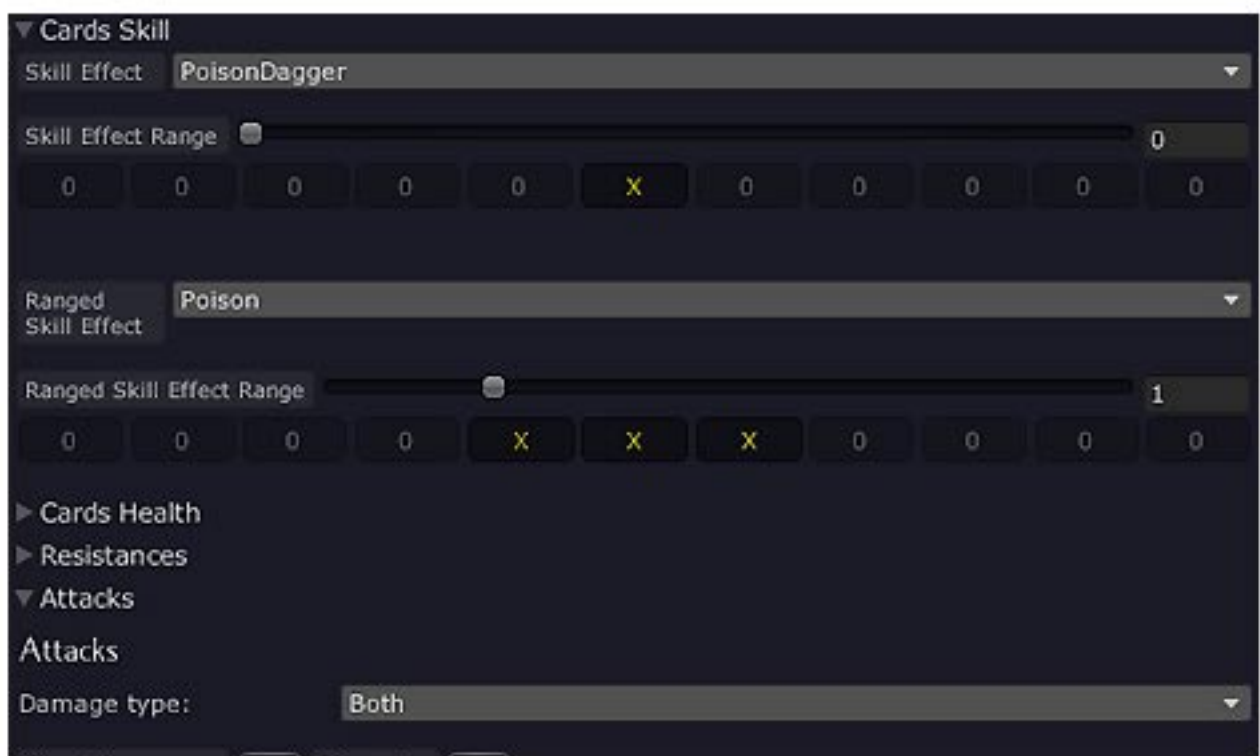 Cards Skill
Skill Effect PoisonDagger
Skill Effect Range 0
0 0 0 0 0 X 0 0 0 0 0
Ranged Skill Effect Poison
Ranged Skill Effect Range 1
0 0 0 0 X X X 0 0 0 0
Cards Health
Resistances
Attacks
Attacks
Damage type: Both